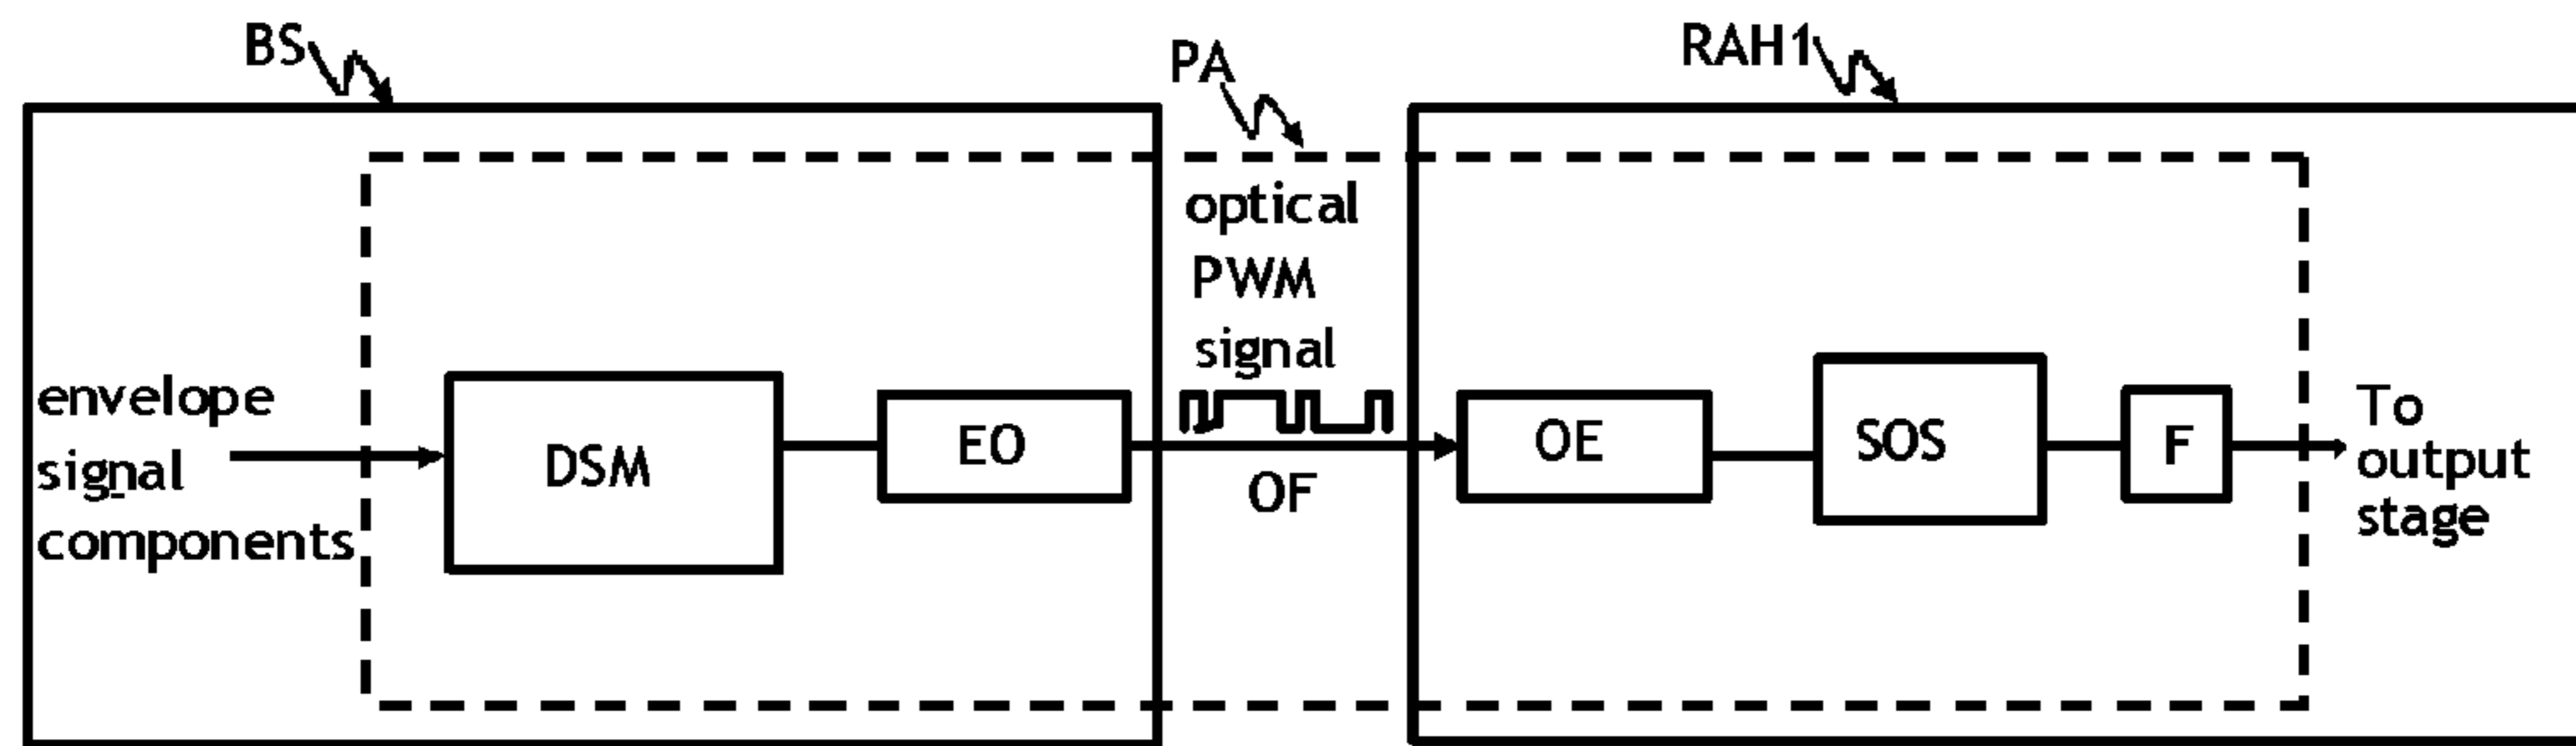 BS
PA
RAH1
optical
PWM
signal
envelope
signal
components
DSM
EO
OF
OE
SOS
F
To
output
stage